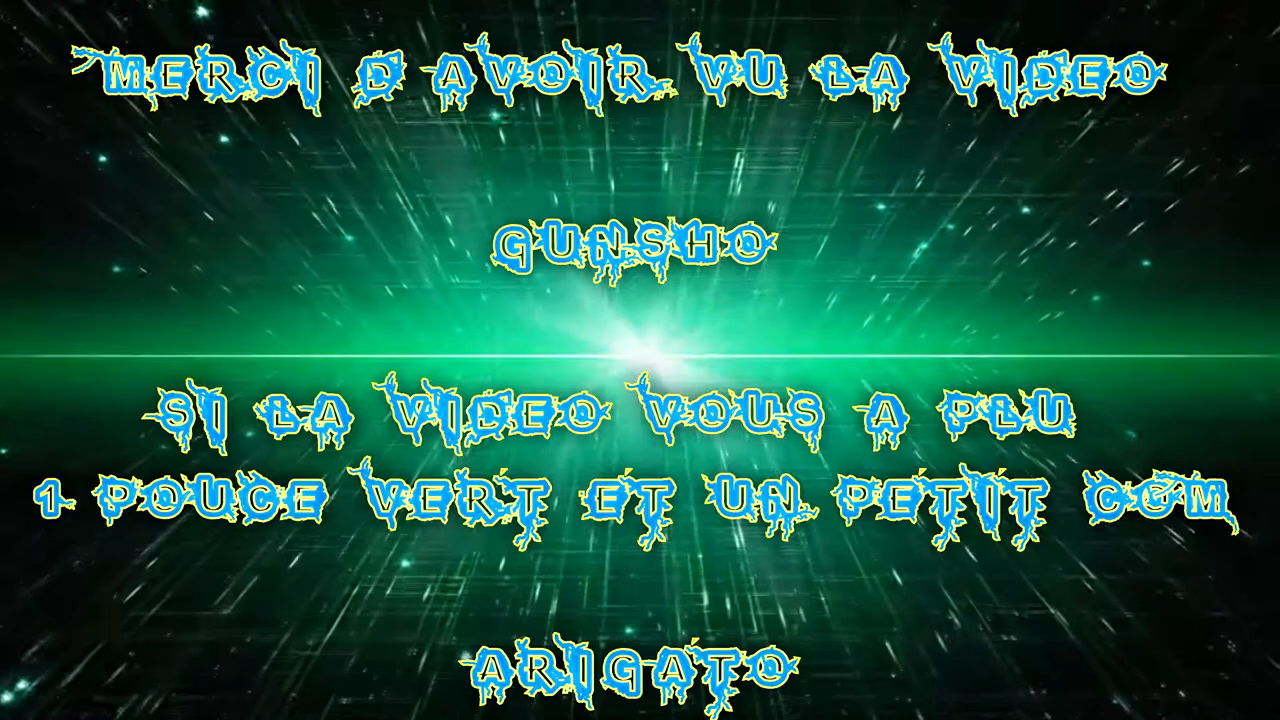 MERCI D AVOIR VU LA VIDEO
GUNSHO
SI LA VIDEO VOUS A PLU
1 POUCE VERT ET UN PETIT COM
ARIGATO